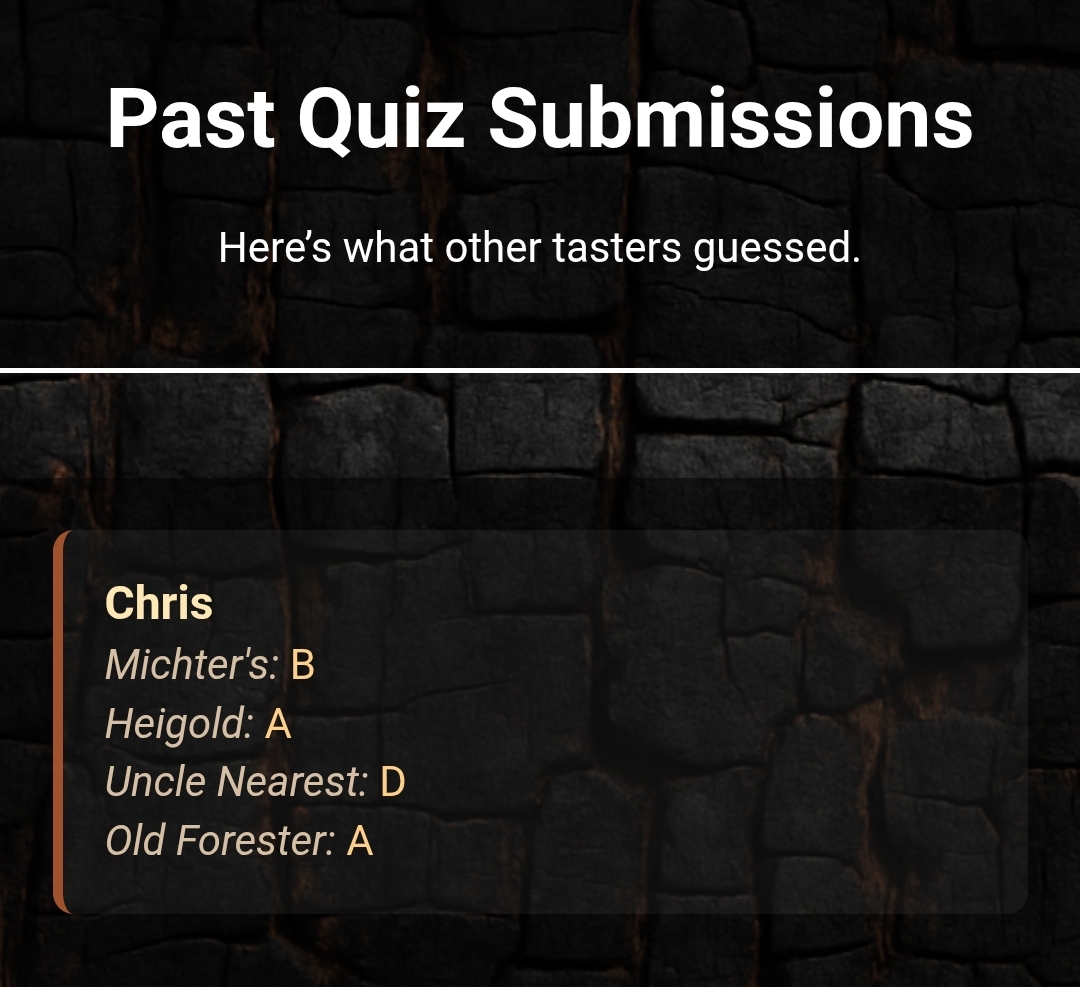 Past Quiz Submissions
Here’s what other tasters guessed.
Chris
Michter's: B
Heigold: A
Uncle Nearest: D
Old Forester: A